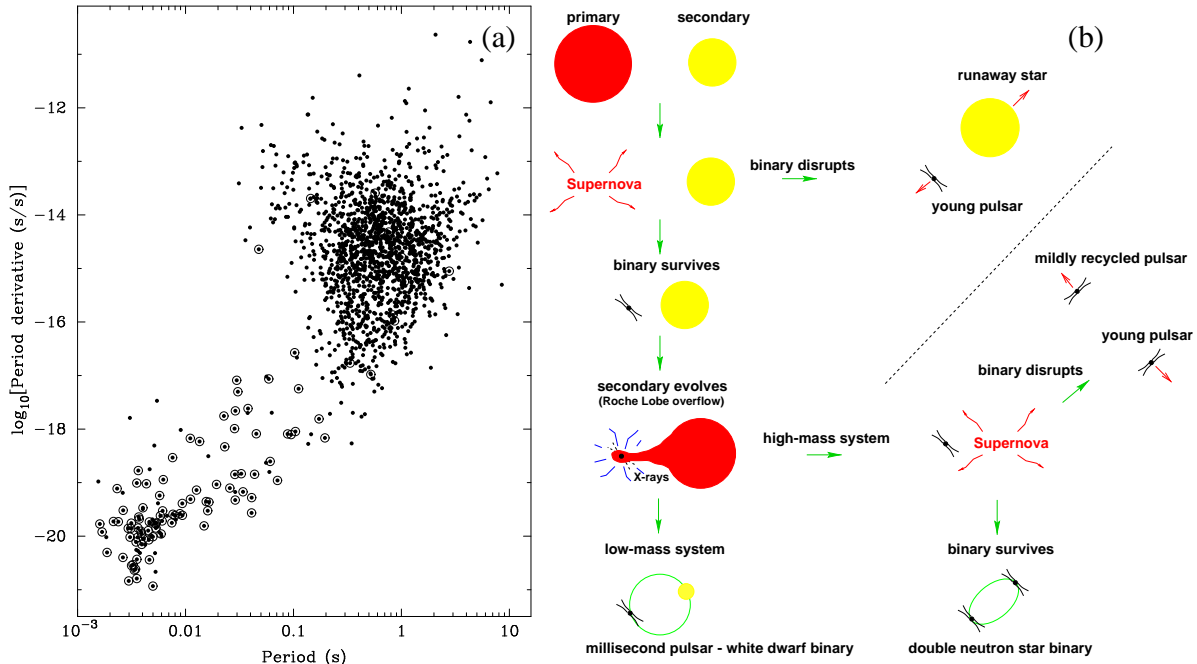 (a)
-12
-14
-16
-18
-20
log10[Period derivative (s/s)]
10-3
0.01
0.1
1
10
Period (s)
(b)
primary
secondary
runaway star
Supernova
binary disrupts
young pulsar
binary survives
mildly recycled pulsar
young pulsar
secondary evolves
(Roche Lobe overflow)
binary disrupts
X-rays
high-mass system
Supernova
low-mass system
binary survives
millisecond pulsar - white dwarf binary
double neutron star binary